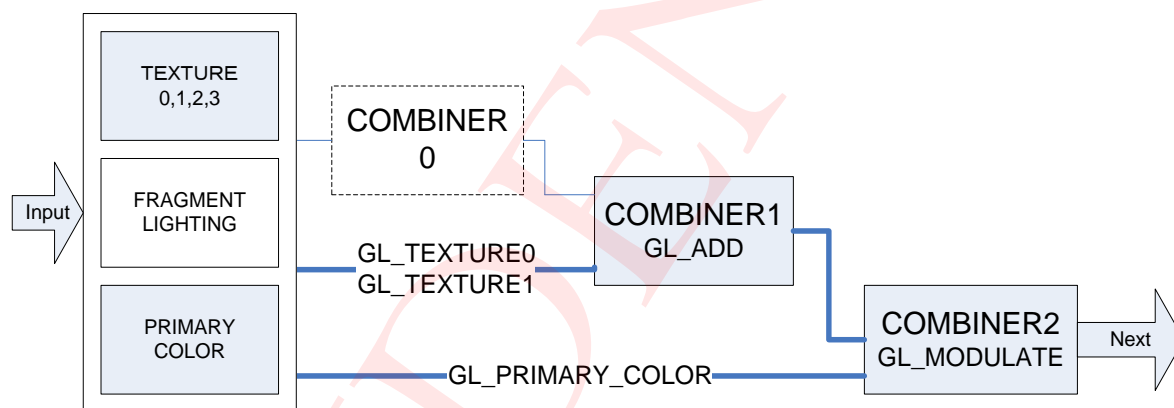 TEXTURE
0,1,2,3
FRAGMENT
LIGHTING
PRIMARY
COLOR
Input
COMBINER
0
GL_TEXTURE0
GL_TEXTURE1
COMBINER1
GL_ADD
GL_PRIMARY_COLOR
COMBINER2
GL_MODULATE
Next